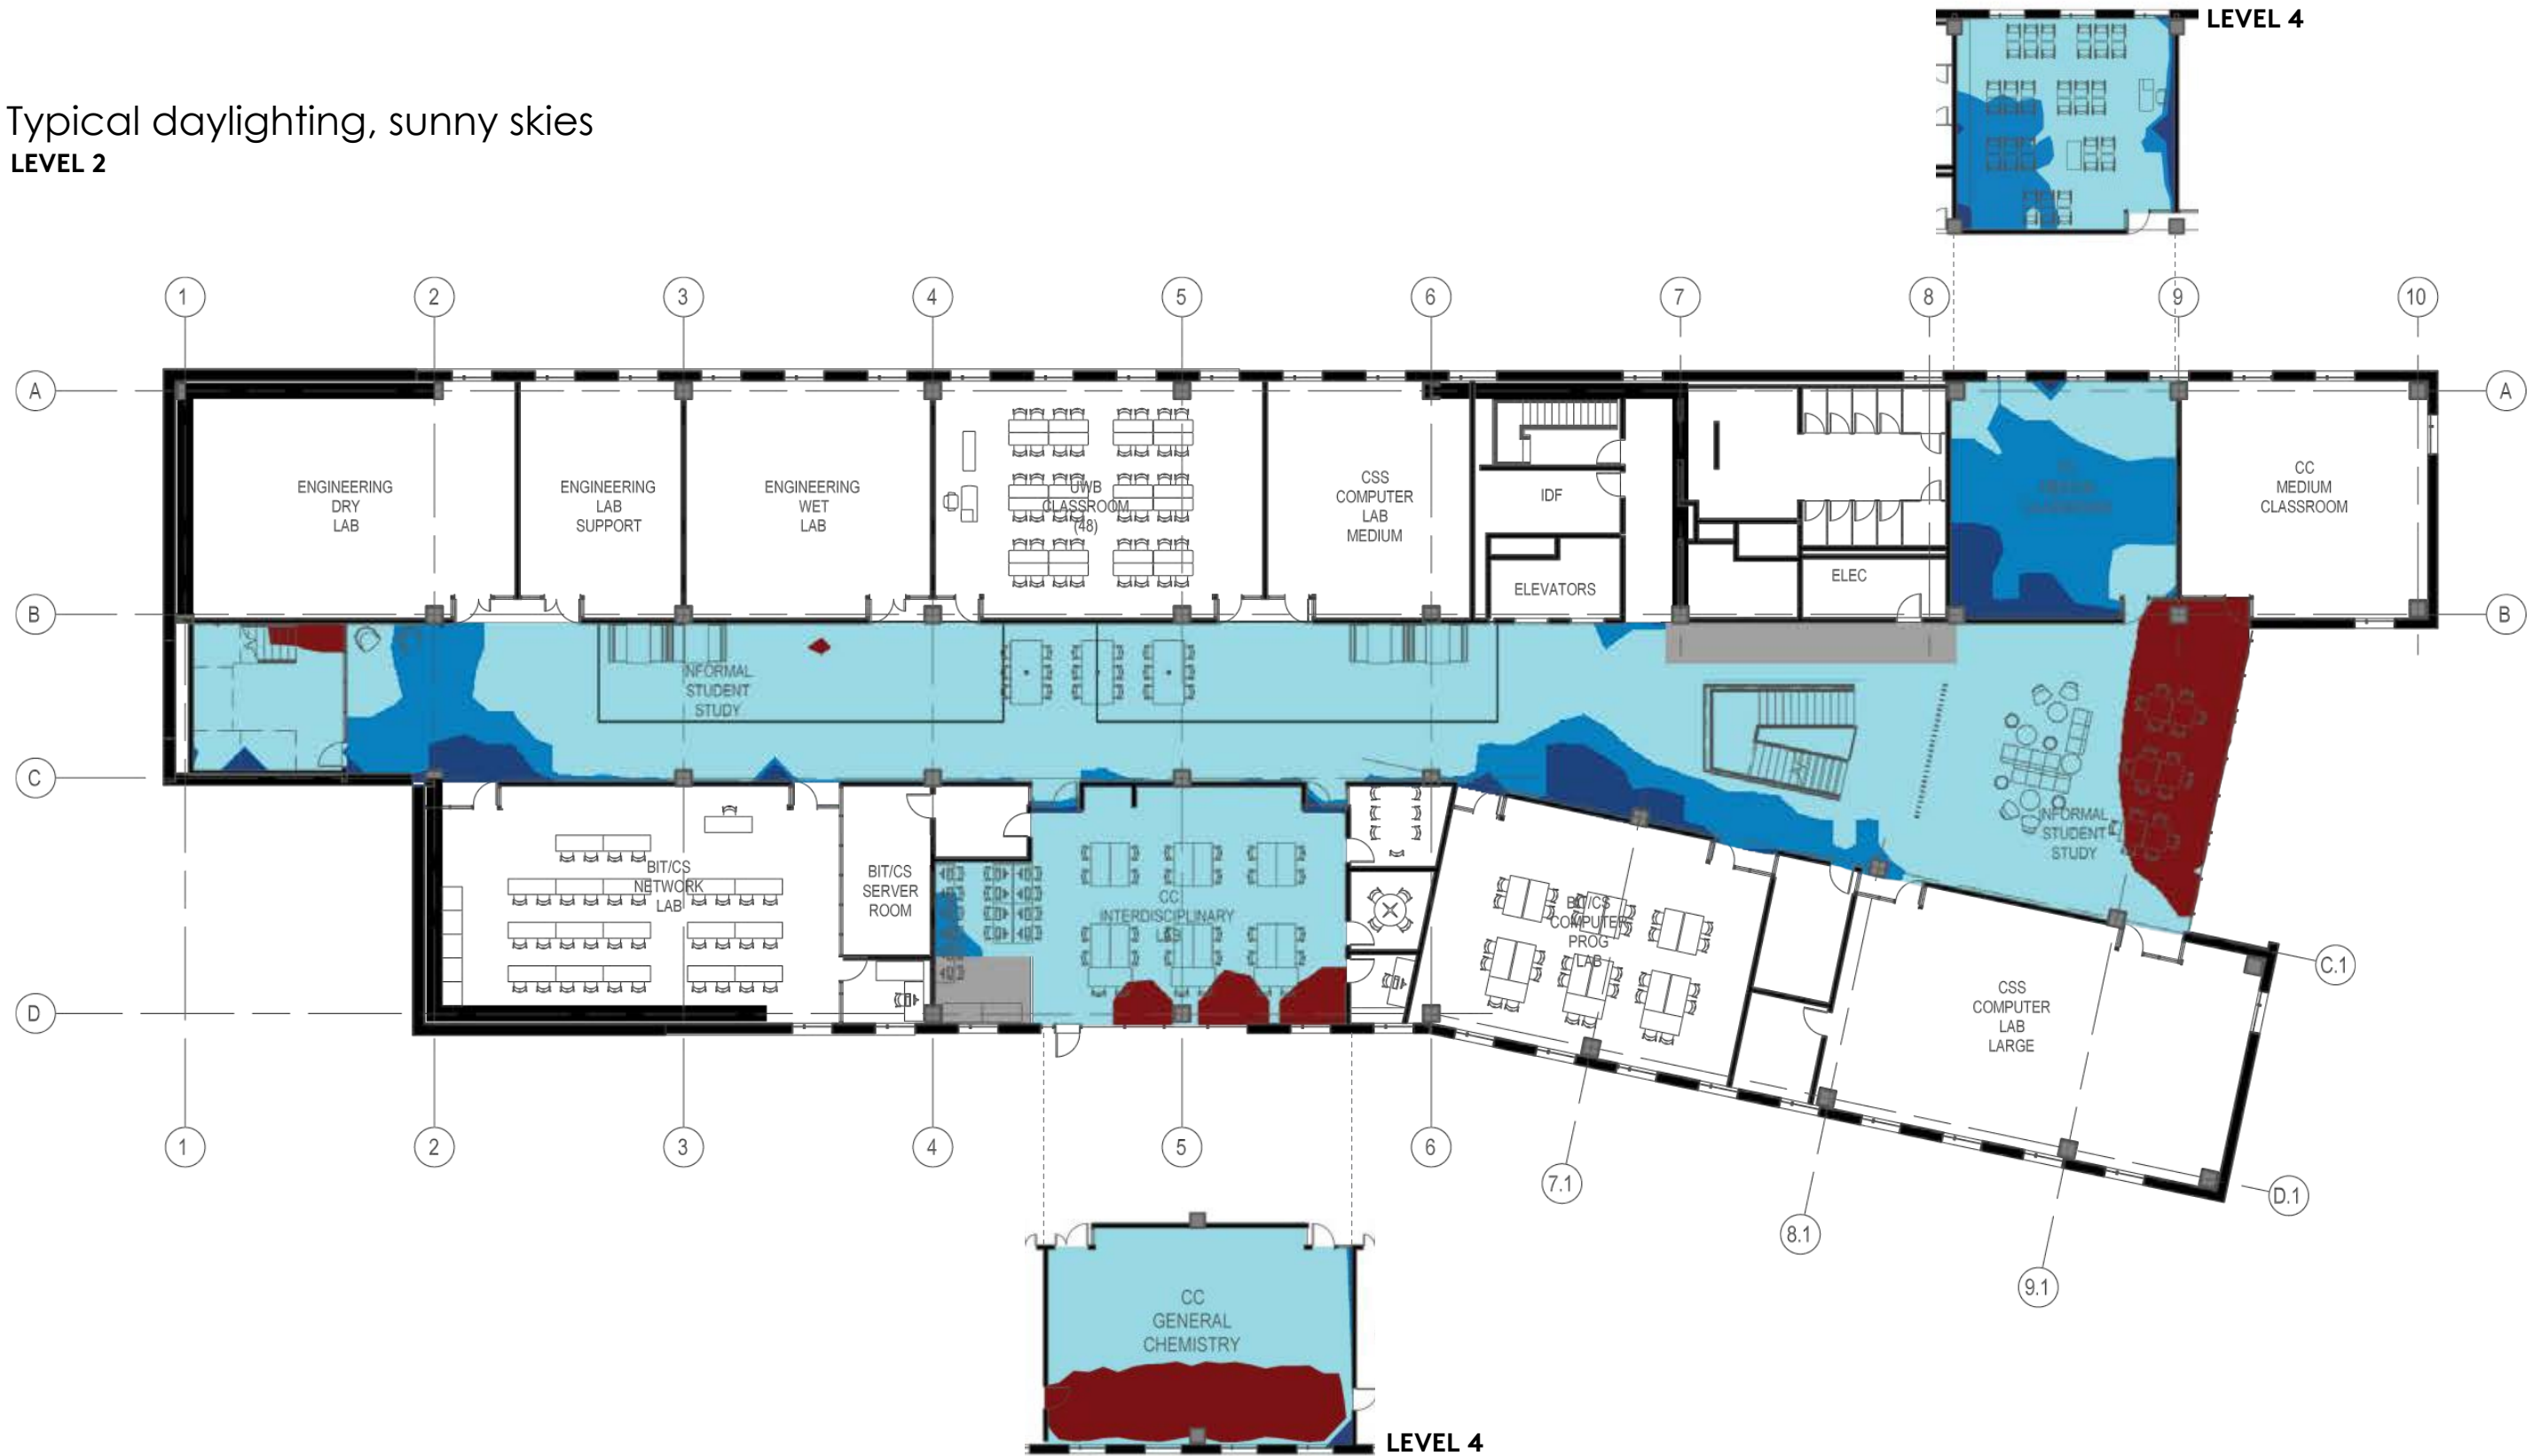 LEVEL 4
Typical daylighting, sunny skies
LEVEL 2
1
2
3
4
5
6
7
8
9
10
A
A
ENGINEERING
DRY
LAB
ENGINEERING
LAB
SUPPORT
ENGINEERING
WET
LAB
UWB
CLASSROOM
(48)
CSS
COMPUTER
LAB
MEDIUM
IDF
ELEVATORS
ELEC
CC
MEDIUM
CLASSROOM
CC
MEDIUM
CLASSROOM
B
B
INFORMAL
STUDENT
STUDY
INFORMAL
STUDENT
STUDY
C
BIT/CS
NETWORK
LAB
BIT/CS
SERVER
ROOM
CC
INTERDISCIPLINARY
LAB
BIT/CS
COMPUTER
PROG
LAB
CSS
COMPUTER
LAB
LARGE
C.1
D
D.1
1
2
3
4
5
6
7.1
8.1
9.1
CC
GENERAL
CHEMISTRY
LEVEL 4